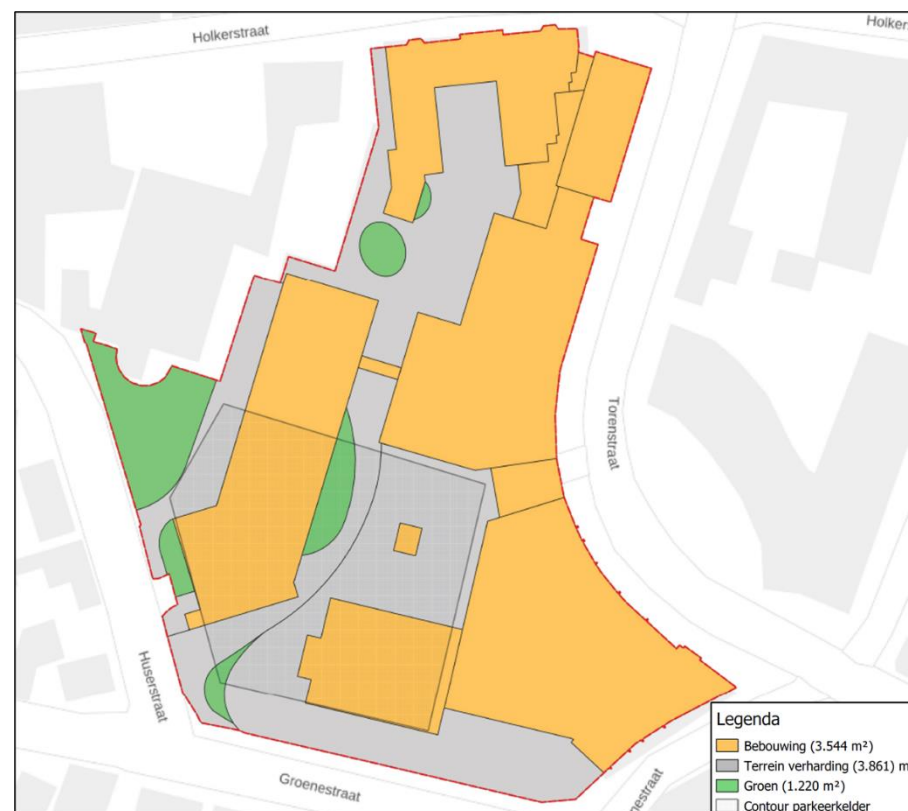 Holkerstraat
Holker
Torenstraat
Huserstraat
Groenestraat
nestraat
Legenda
Bebouwing (3.544 m²)
Terrein verharding (3.861) m
Groen (1.220 m²)
Contour parkeerkelder